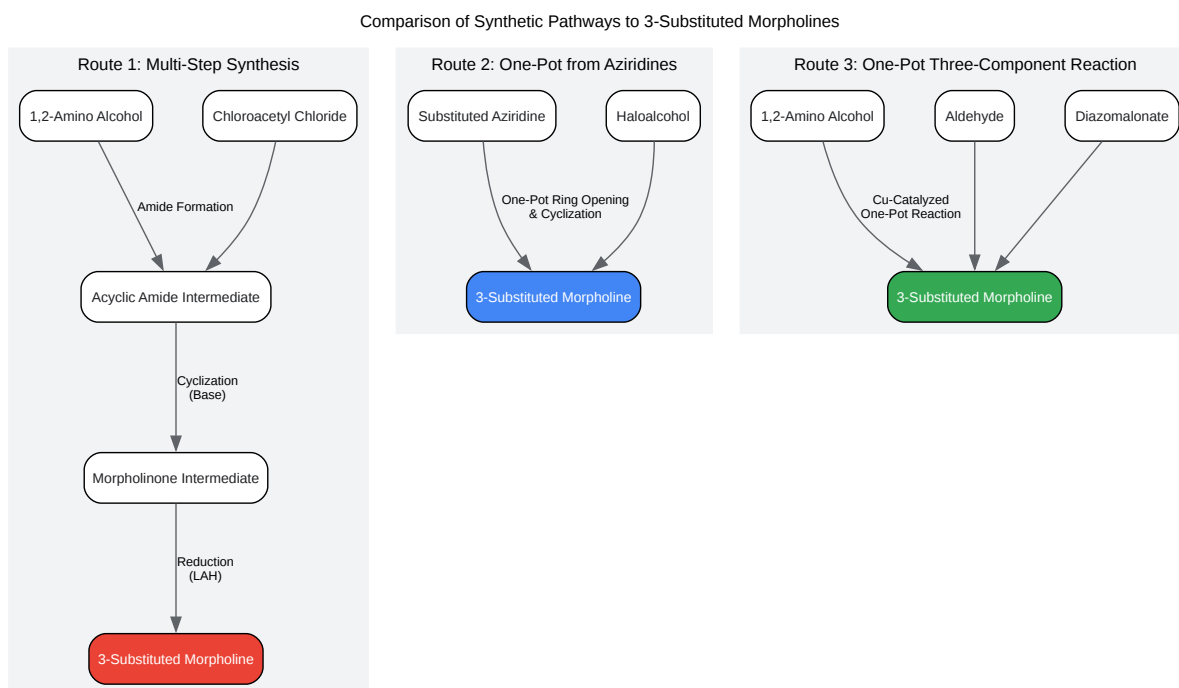 Comparison of Synthetic Pathways to 3-Substituted Morpholines
Route 1: Multi-Step Synthesis
1,2-Amino Alcohol
Chloroacetyl Chloride
Amide Formation
Acyclic Amide Intermediate
Cyclization
(Base)
Morpholinone Intermediate
Reduction
(LAH)
3-Substituted Morpholine
Route 2: One-Pot from Aziridines
Substituted Aziridine
Haloalcohol
One-Pot Ring Opening
& Cyclization
3-Substituted Morpholine
Route 3: One-Pot Three-Component Reaction
1,2-Amino Alcohol
Aldehyde
Diazomalonate
Cu-Catalyzed
One-Pot Reaction
3-Substituted Morpholine